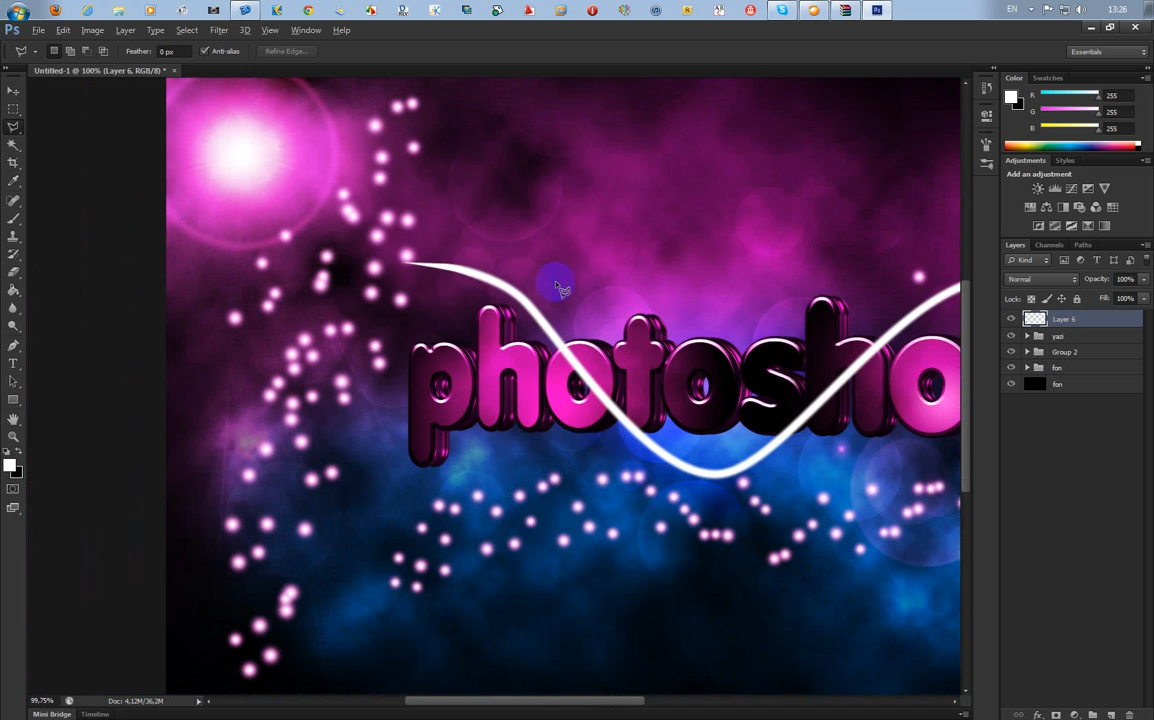 EN
13:26
Ps File Edit Image Layer Type Select Filter 3D View Window Help
Feather: 0 px Anti-alias Refine Edge... Essentials
Untitled-1 @ 100% (Layer 6, RGB/8) *
Color Swatches
R 255
G 255
B 255
Adjustments Styles
Add an adjustment
Layers Channels Paths
Kind
Normal Opacity: 100%
Lock: Fill: 100%
Layer 6
yazi
Group 2
fon
fon
photosho
99,75% Doc: 4,12M/36,2M
Mini Bridge Timeline